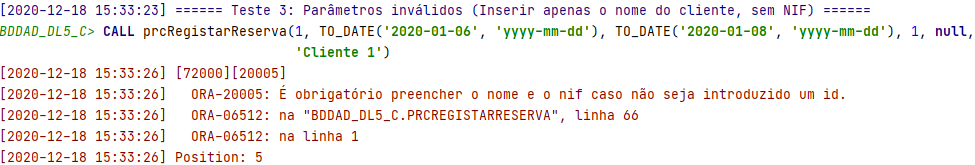 [2020-12-18 15:33:23] ====== Teste 3: Parâmetros inválidos (Inserir apenas o nome do cliente, sem NIF) ======
BDDAD_DL5_C> CALL prcRegistarReserva(1, TO_DATE('2020-01-06', 'yyyy-mm-dd'), TO_DATE('2020-01-08', 'yyyy-mm-dd'), 1, null,
'Cliente 1')
[2020-12-18 15:33:26] [72000][20005]
[2020-12-18 15:33:26] ORA-20005: É obrigatório preencher o nome e o nif caso não seja introduzido um id.
[2020-12-18 15:33:26] ORA-06512: na "BDDAD_DL5_C.PRCREGISTARRESERVA", linha 66
[2020-12-18 15:33:26] ORA-06512: na linha 1
[2020-12-18 15:33:26] Position: 5